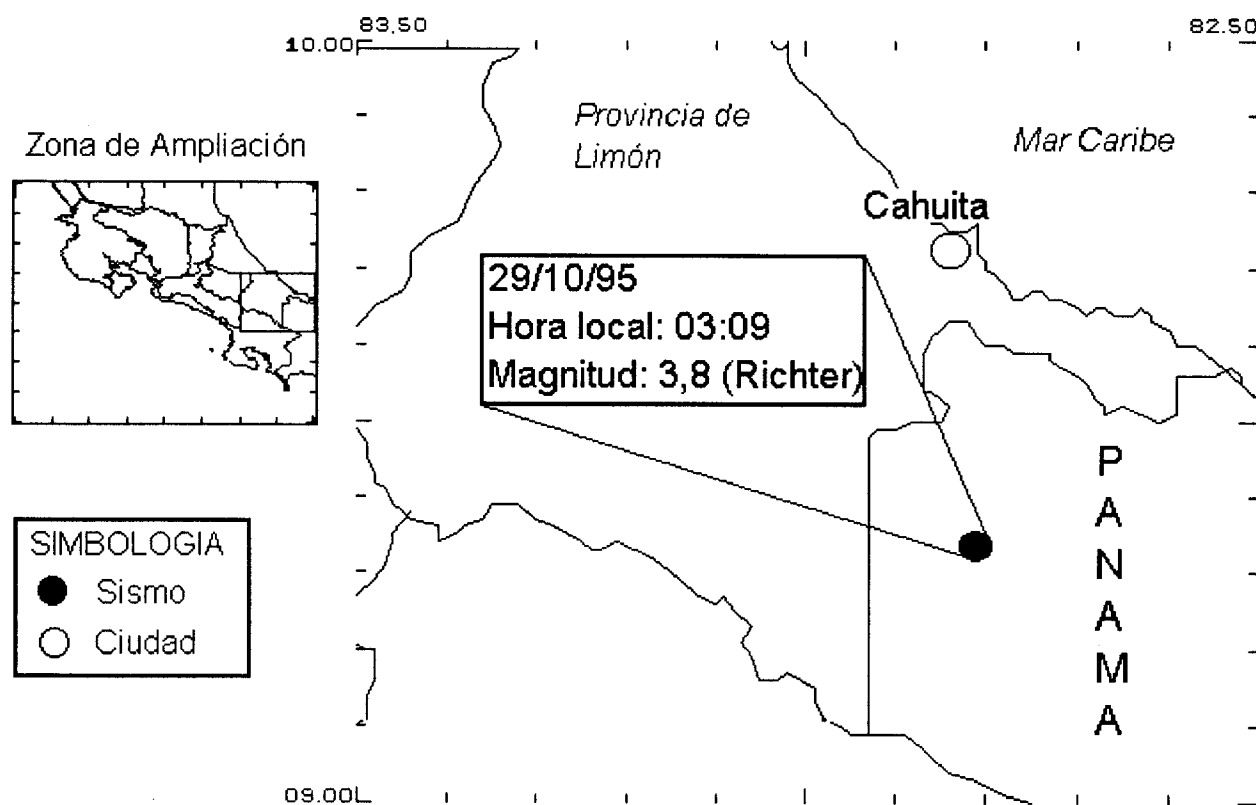 83.50
82.50
10.00
Provincia de
Limón
Mar Caribe
Zona de Ampliación
Cahuita
29/10/95
Hora local: 03:09
Magnitud: 3,8 (Richter)
PANAMA
SIMBOLOGIA
Sismo
Ciudad
09.00